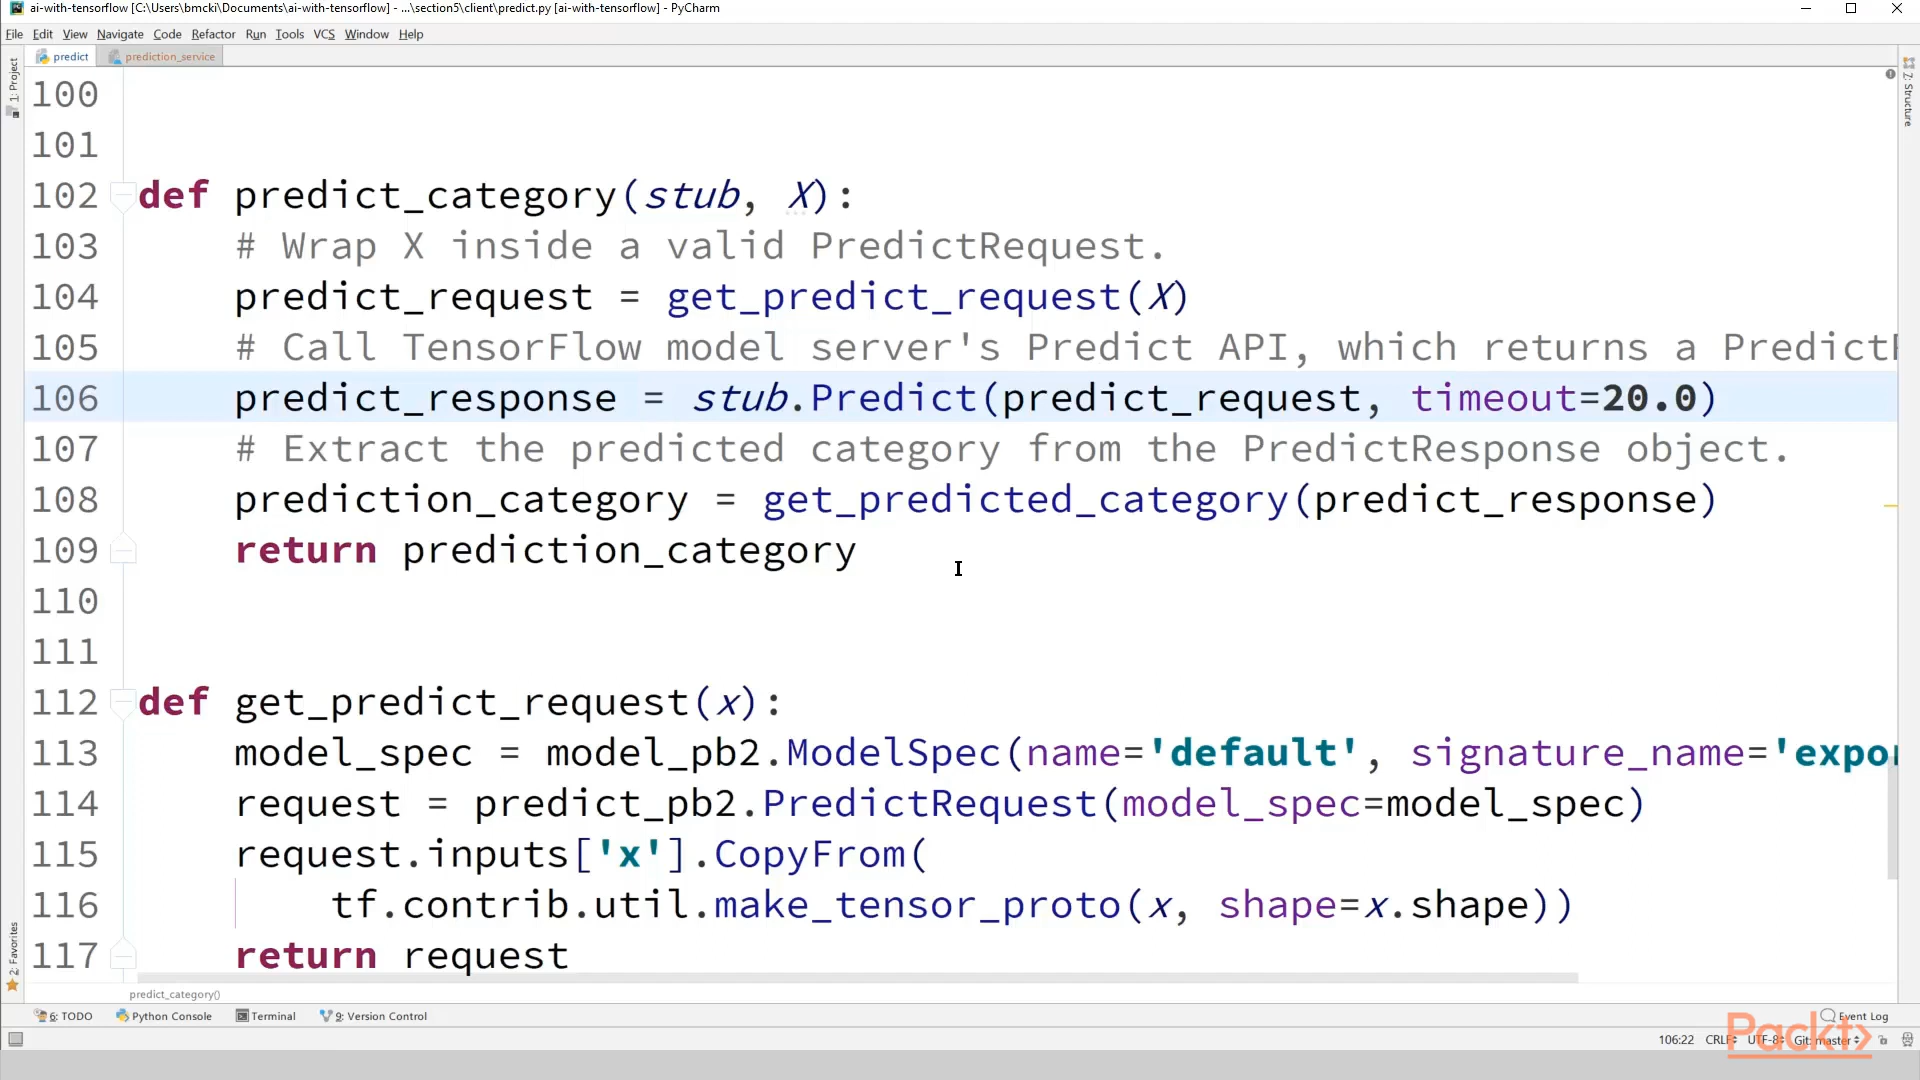 ai-with-tensorflow [C:\Users\bmcki\Documents\ai-with-tensorflow] - ...\section5\client\predict.py [ai-with-tensorflow] - PyCharm
File Edit View Navigate Code Refactor Run Tools VCS Window Help
predict prediction_service
1: Project
Z: Structure
100
101
102 def predict_category(stub, X):
103 # Wrap X inside a valid PredictRequest.
104 predict_request = get_predict_request(X)
105 # Call TensorFlow model server's Predict API, which returns a Predict
106 predict_response = stub.Predict(predict_request, timeout=20.0)
107 # Extract the predicted category from the PredictResponse object.
108 prediction_category = get_predicted_category(predict_response)
109 return prediction_category
110
111
112 def get_predict_request(x):
113 model_spec = model_pb2.ModelSpec(name='default', signature_name='expo
114 request = predict_pb2.PredictRequest(model_spec=model_spec)
115 request.inputs['x'].CopyFrom(
116 tf.contrib.util.make_tensor_proto(x, shape=x.shape))
117 return request
2: Favorites
predict_category()
6: TODO Python Console Terminal 9: Version Control Event Log
106:22 CRLF UTF-8 Git: master
Packt>